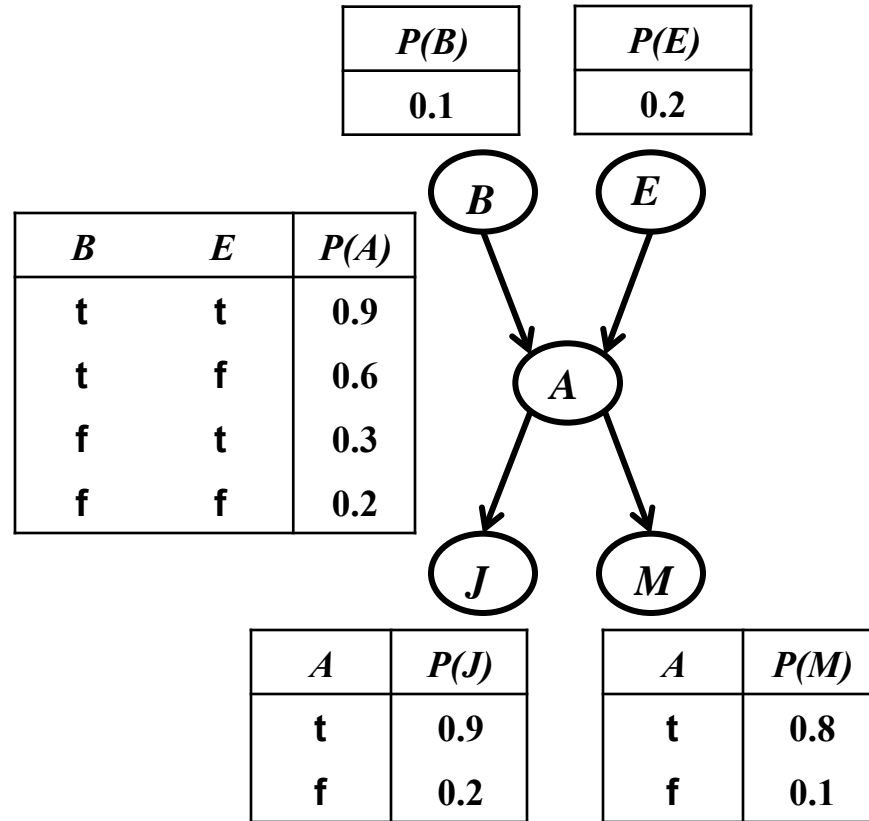 P(B) P(E)
0.1 0.2
B E
B E P(A)
t t 0.9
t f 0.6
f t 0.3
f f 0.2
A
J M
A P(J) A P(M)
t 0.9 t 0.8
f 0.2 f 0.1